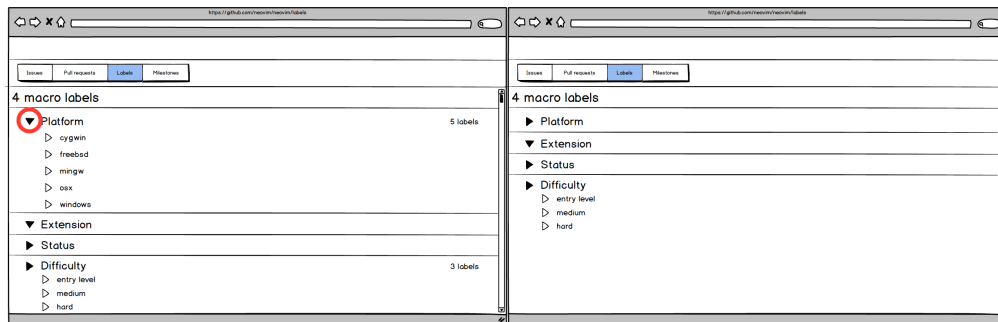 https://github.com/neovim/neovim/labels
Issues Pull requests Labels Milestones
4 macro labels
Platform 5 labels
cygwin
freebsd
mingw
osx
windows
Extension
Status
Difficulty 3 labels
entry level
medium
hard
https://github.com/neovim/neovim/labels
Issues Pull requests Labels Milestones
4 macro labels
Platform
Extension
Status
Difficulty
entry level
medium
hard